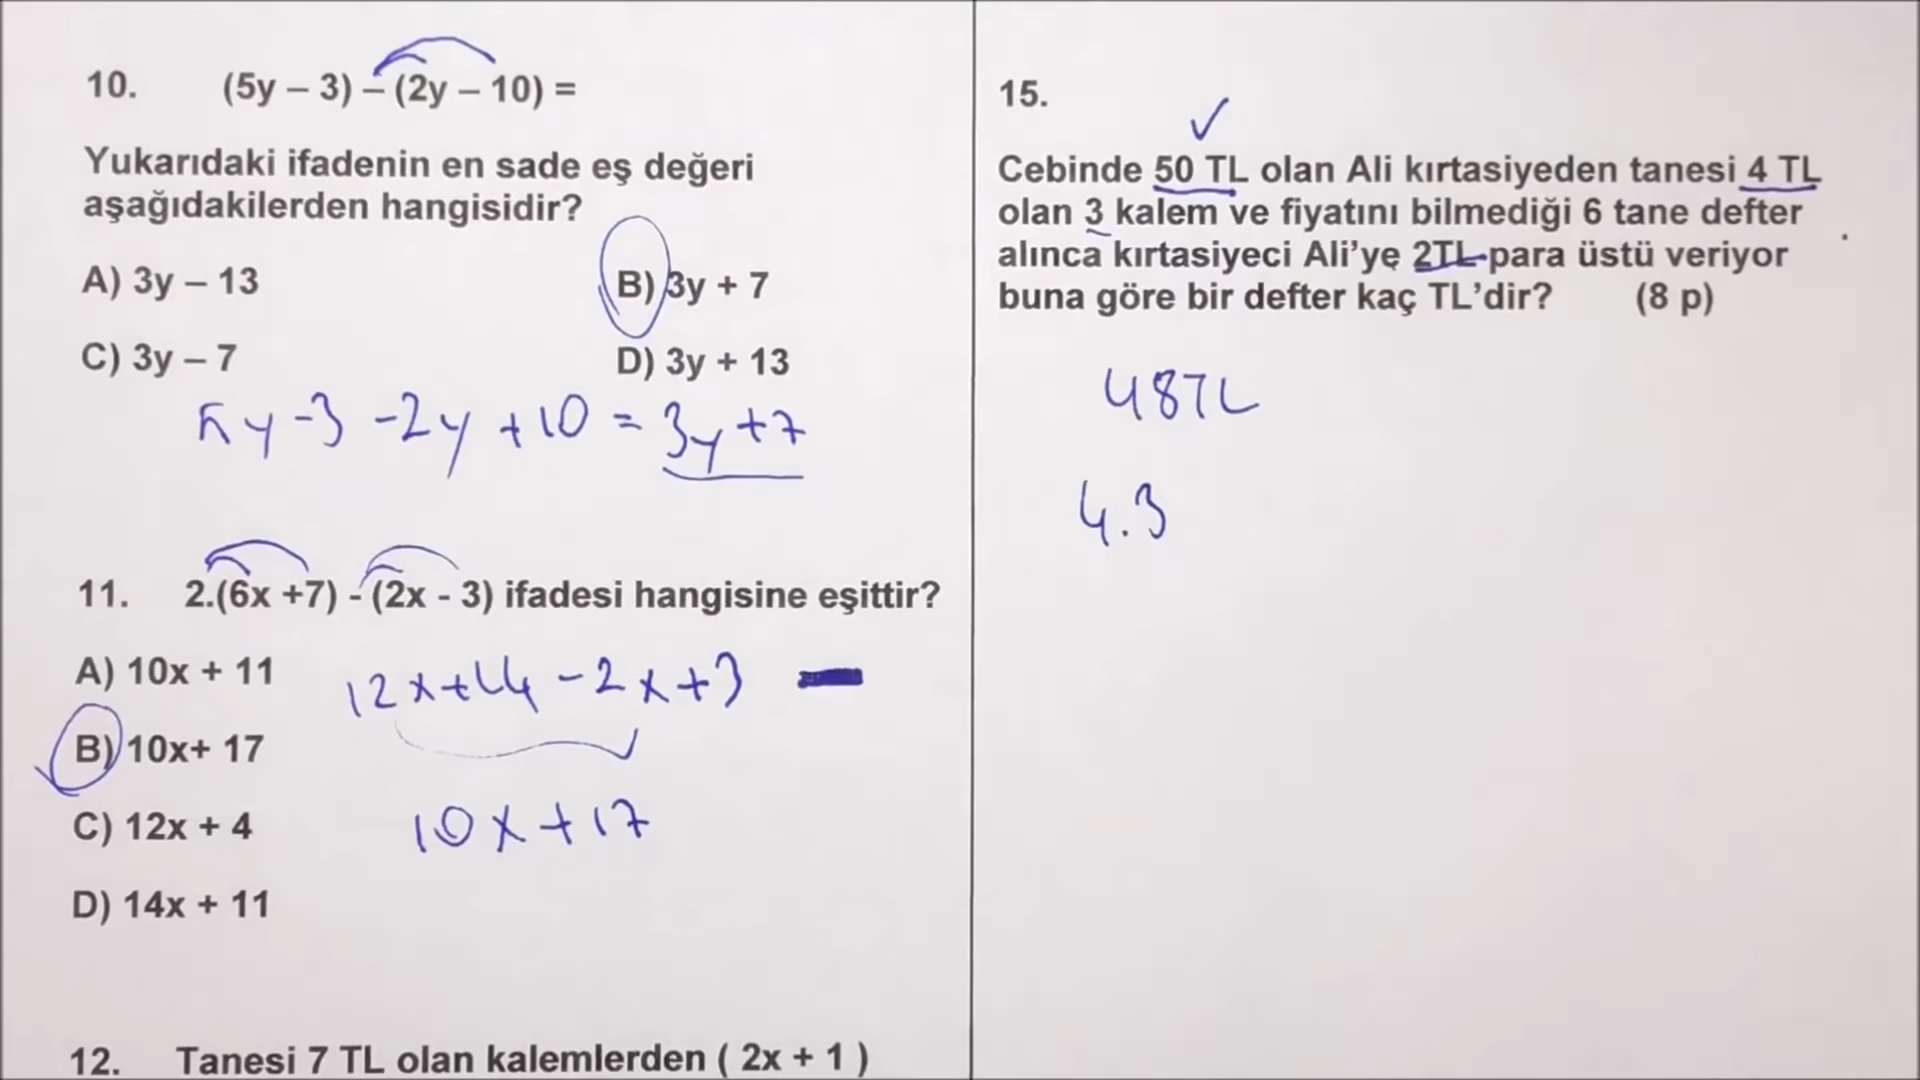 10. (5y – 3) – (2y – 10) =
Yukarıdaki ifadenin en sade eş değeri
aşağıdakilerden hangisidir?
A) 3y – 13 B) 3y + 7
C) 3y – 7 D) 3y + 13
5y -3 -2y +10 = 3y +7
11. 2.(6x +7) - (2x - 3) ifadesi hangisine eşittir?
A) 10x + 11
12x+14 -2x+3
B) 10x+ 17
C) 12x + 4
10x+17
D) 14x + 11
12. Tanesi 7 TL olan kalemlerden ( 2x + 1 )
15.
Cebinde 50 TL olan Ali kırtasiyeden tanesi 4 TL
olan 3 kalem ve fiyatını bilmediği 6 tane defter
alınca kırtasiyeci Ali’ye 2TL para üstü veriyor
buna göre bir defter kaç TL’dir? (8 p)
48TL
4.3